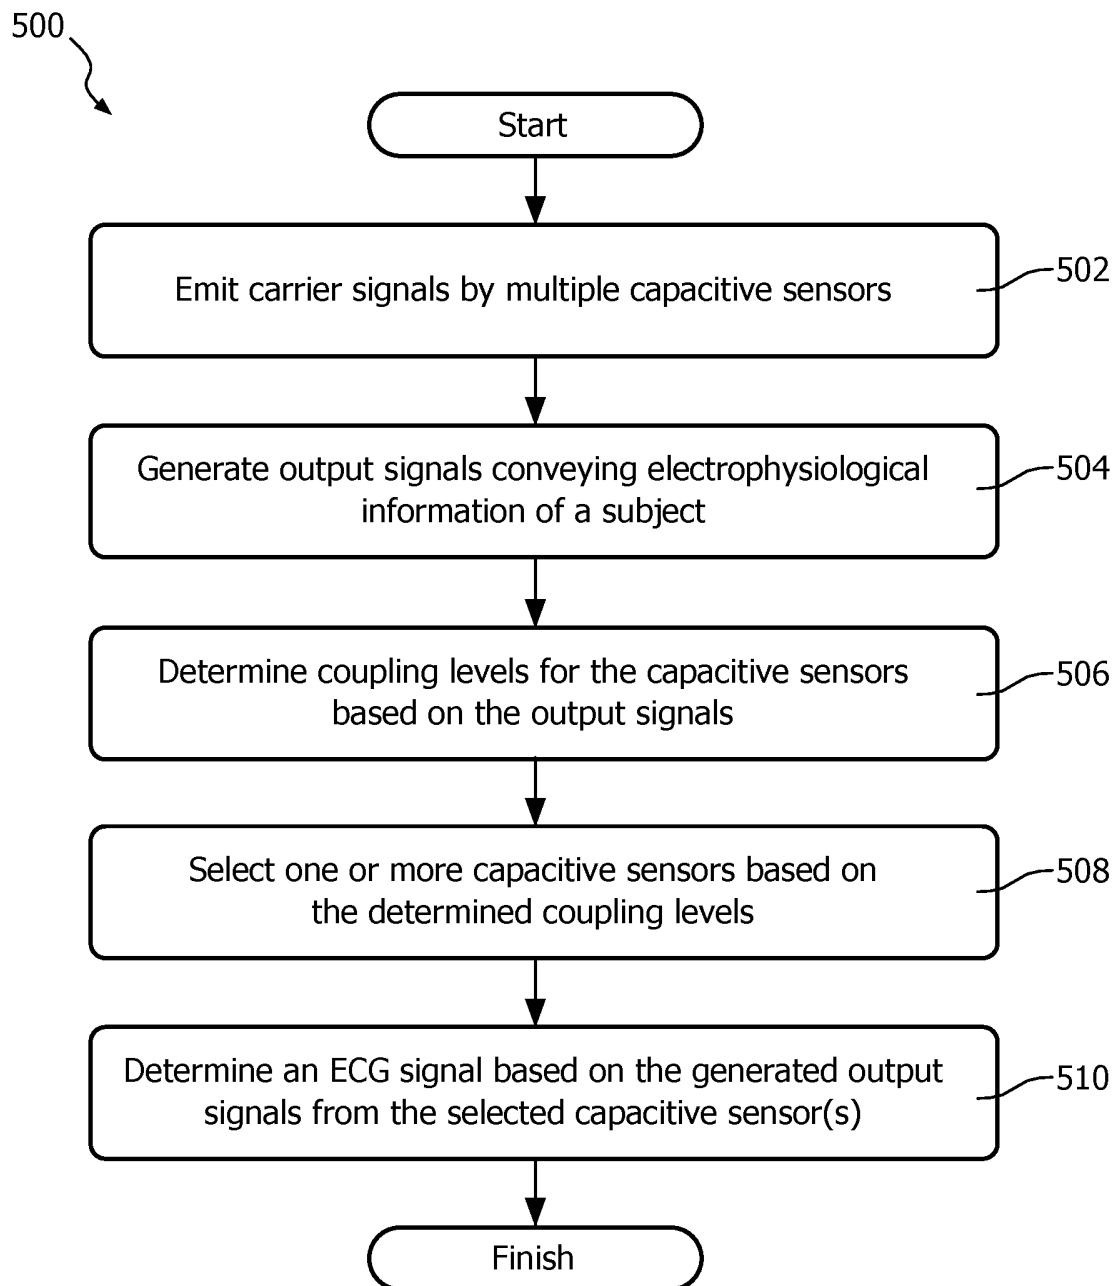 500
Start
Emit carrier signals by multiple capacitive sensors
502
Generate output signals conveying electrophysiological
information of a subject
504
Determine coupling levels for the capacitive sensors
based on the output signals
506
Select one or more capacitive sensors based on
the determined coupling levels
508
Determine an ECG signal based on the generated output
signals from the selected capacitive sensor(s)
510
Finish